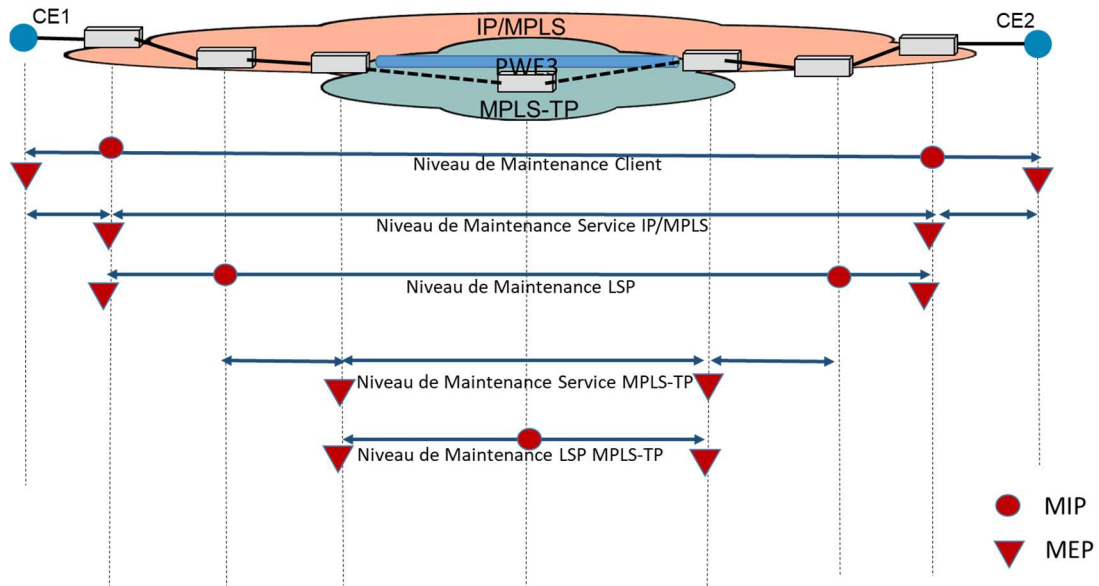 CE1
IP/MPLS
CE2
PWE3
MPLS-TP
Niveau de Maintenance Client
Niveau de Maintenance Service IP/MPLS
Niveau de Maintenance LSP
Niveau de Maintenance Service MPLS-TP
Niveau de Maintenance LSP MPLS-TP
MIP
MEP